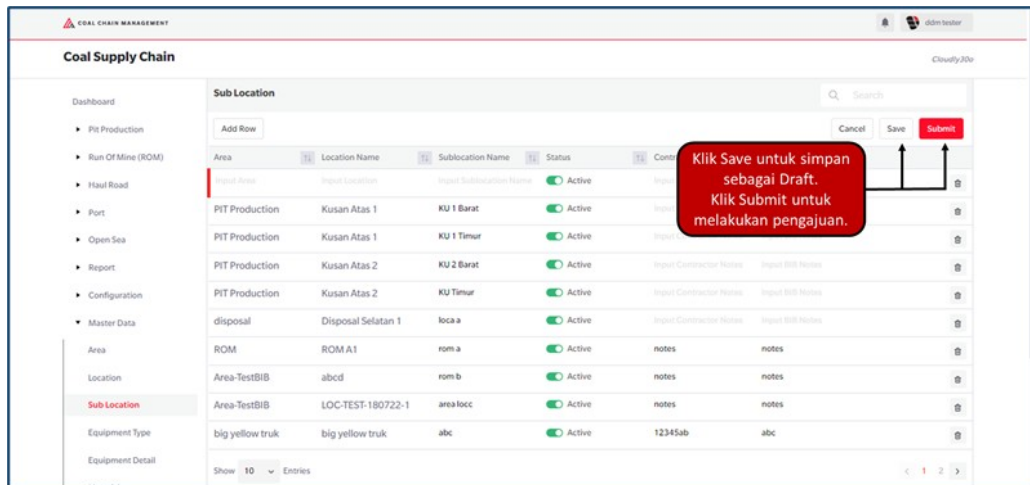 COAL CHAIN MANAGEMENT
ddm tester
Coal Supply Chain
Cloudly30o
Dashboard
Pit Production
Run Of Mine (ROM)
Haul Road
Port
Open Sea
Report
Configuration
Master Data
Area
Location
Sub Location
Equipment Type
Equipment Detail
Sub Location
Search
Add Row
Cancel Save Submit
Area Location Name Sublocation Name Status
Input Area Input Location Input Sublocation Name Active
PIT Production Kusan Atas 1 KU 1 Barat Active
PIT Production Kusan Atas 1 KU 1 Timur Active
PIT Production Kusan Atas 2 KU 2 Barat Active Input Contractor Notes Input BIB Notes
PIT Production Kusan Atas 2 KU Timur Active Input Contractor Notes Input BIB Notes
disposal Disposal Selatan 1 loca a Active Input Contractor Notes Input BIB Notes
ROM ROM A1 rom a Active notes notes
Area-TestBIB abcd rom b Active notes notes
Area-TestBIB LOC-TEST-180722-1 area locc Active notes notes
big yellow truk big yellow truk abc Active 12345ab abc
Show 10 Entries
1 2
Klik Save untuk simpan
sebagai Draft.
Klik Submit untuk
melakukan pengajuan.